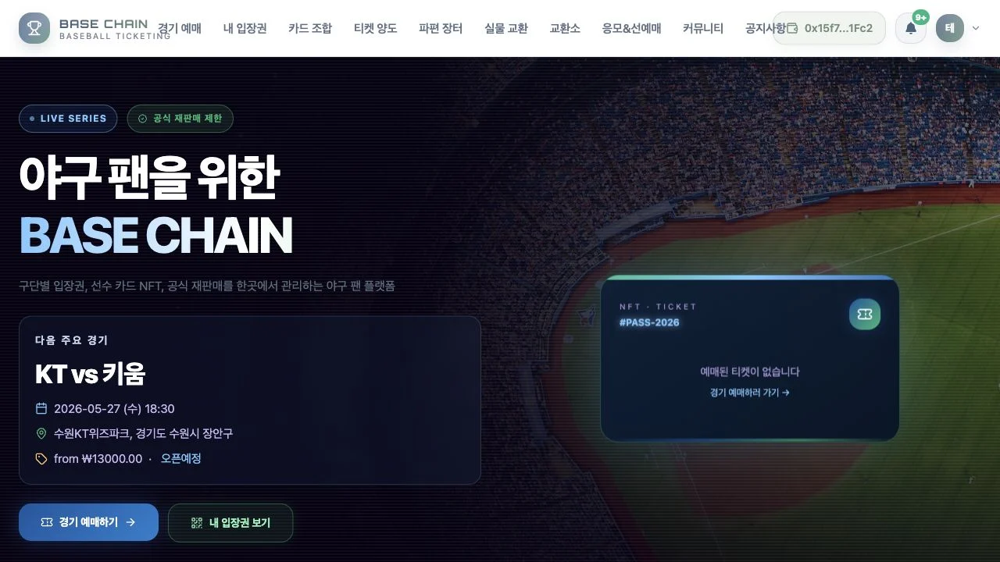 BASE CHAIN
BASEBALL TICKETING
경기 예매
내 입장권
카드 조합
티켓 양도
파편 장터
실물 교환
교환소
응모&선예매
커뮤니티
공지사항
0x15f7...1Fc2
9+
테
LIVE SERIES
공식 재판매 제한
야구 팬을 위한
BASE CHAIN
구단별 입장권, 선수 카드 NFT, 공식 재판매를 한곳에서 관리하는 야구 팬 플랫폼
다음 주요 경기
KT vs 키움
2026-05-27 (수) 18:30
수원KT위즈파크, 경기도 수원시 장안구
from ₩13000.00 · 오픈예정
경기 예매하기 →
내 입장권 보기
NFT · TICKET
#PASS-2026
예매된 티켓이 없습니다
경기 예매하러 가기 →